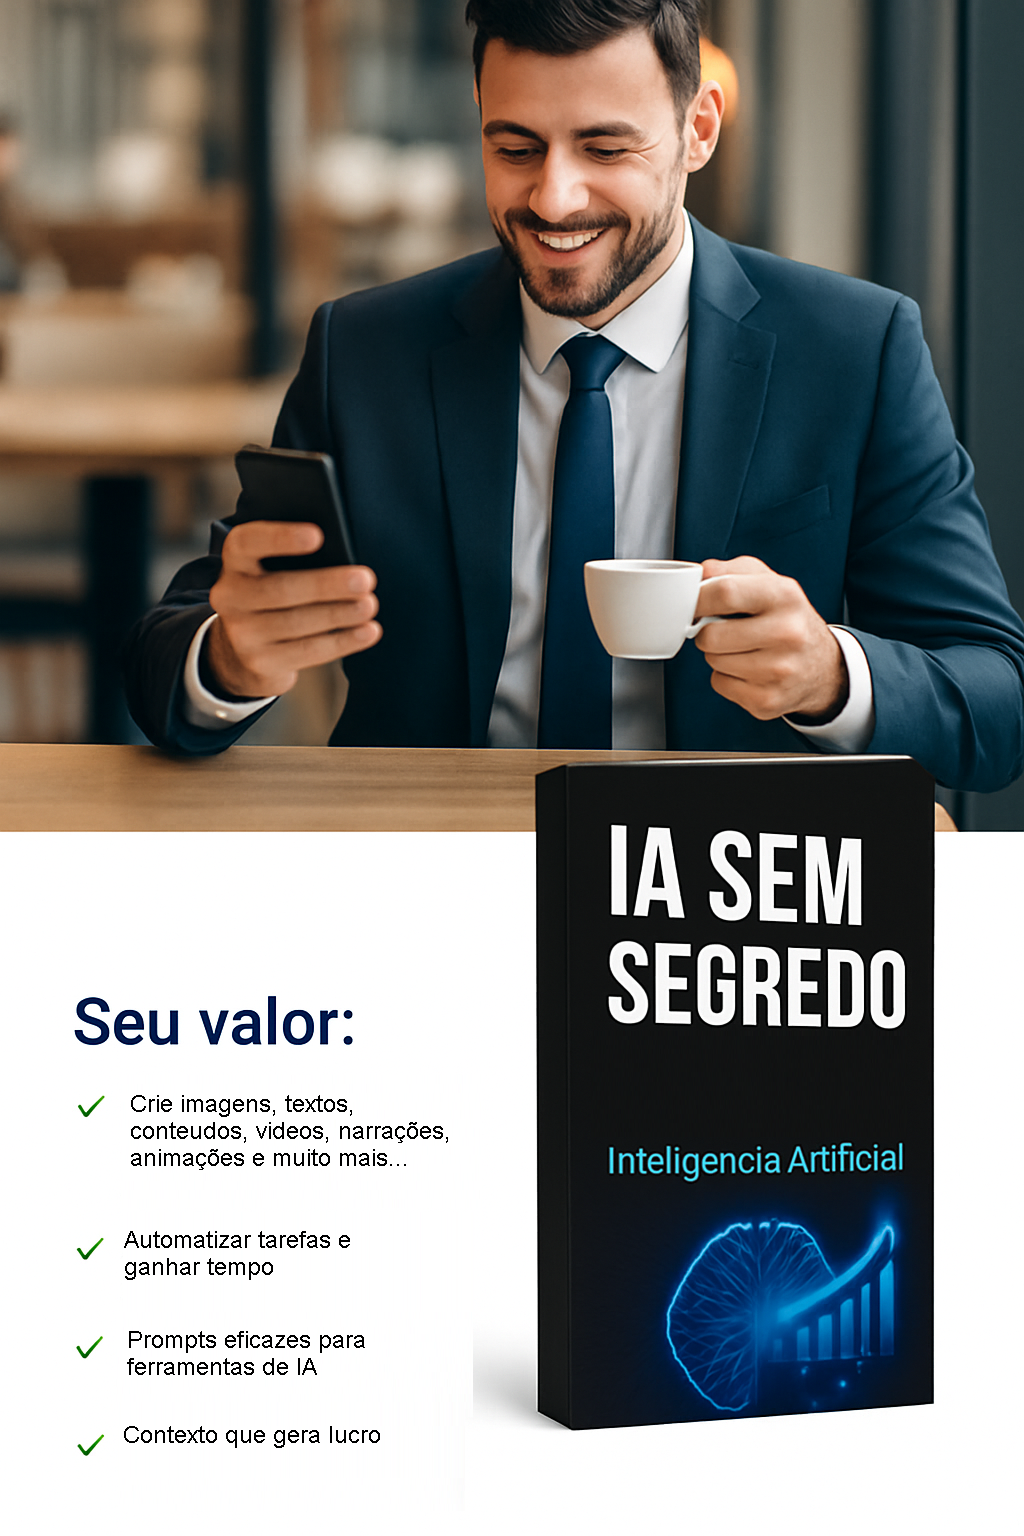 IA SEM
SEGREDO
Inteligencia Artificial
Seu valor:
Crie imagens, textos,
conteudos, videos, narrações,
animações e muito mais...
Automatizar tarefas e
ganhar tempo
Prompts eficazes para
ferramentas de IA
Contexto que gera lucro